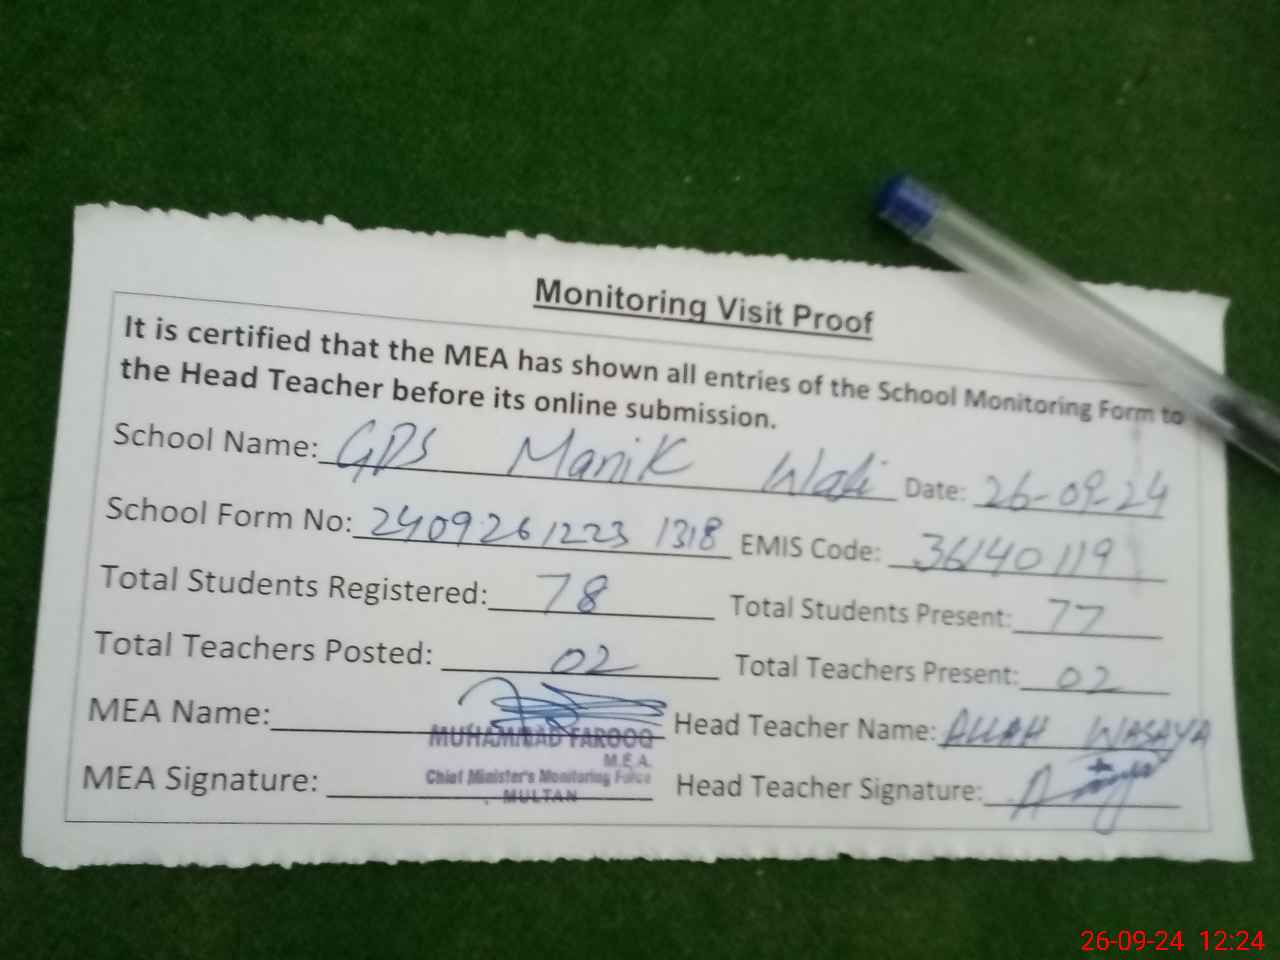 Monitoring Visit Proof
It is certified that the MEA has shown all entries of the School Monitoring Form to
the Head Teacher before its online submission.
School Name: GPS Manik Wali Date: 26-09-24
School Form No: 2409261223 1318 EMIS Code: 36140119
Total Students Registered: 78 Total Students Present: 77
Total Teachers Posted: 02 Total Teachers Present: 02
MEA Name: Head Teacher Name: ALLAH WASAYA
MUHAMMAD FAROOQ
M.E.A.
Chief Minister's Monitoring Force
MULTAN
MEA Signature: Head Teacher Signature:
26-09-24 12:24